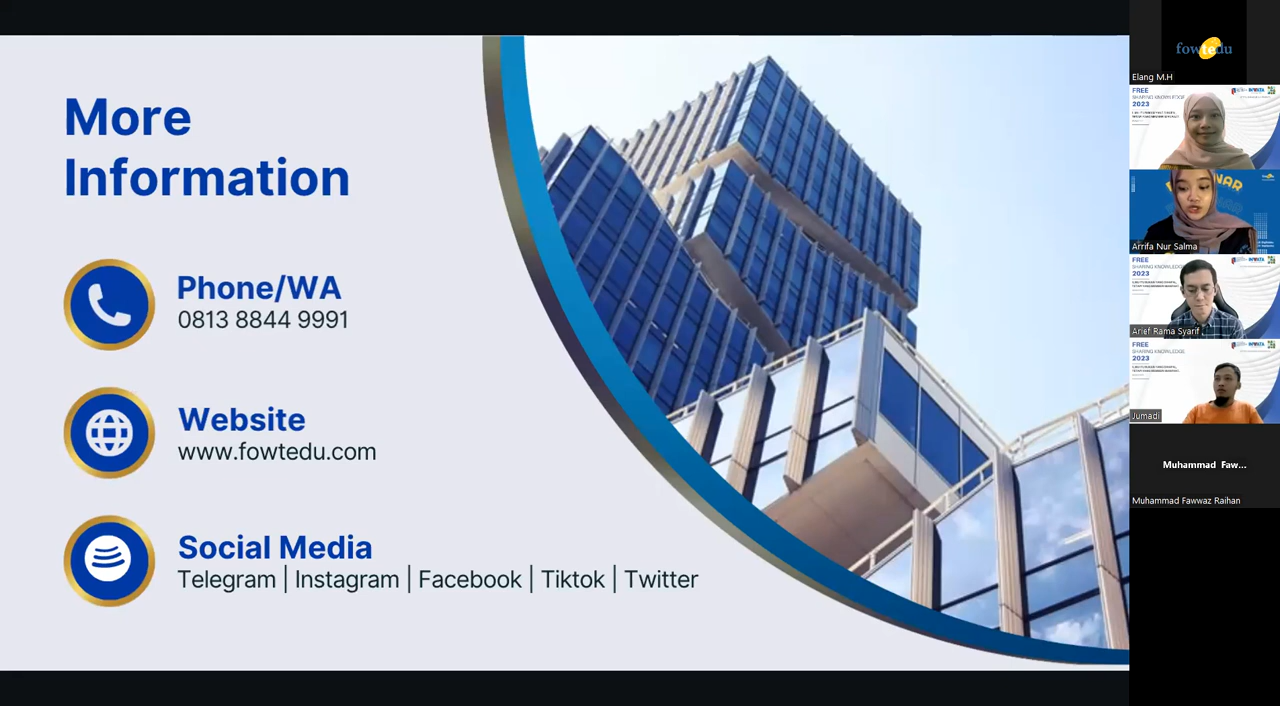 More
Information
Phone/WA
0813 8844 9991
Website
www.fowtedu.com
Social Media
Telegram | Instagram | Facebook | Tiktok | Twitter
fowtedu
Elang M.H
FREE
SHARING KNOWLEDGE
2023
Arrifa Nur Salma
FREE
SHARING KNOWLEDGE
2023
Arief Rama Syarif
FREE
SHARING KNOWLEDGE
2023
Jumadi
Muhammad Faw...
Muhammad Fawwaz Raihan